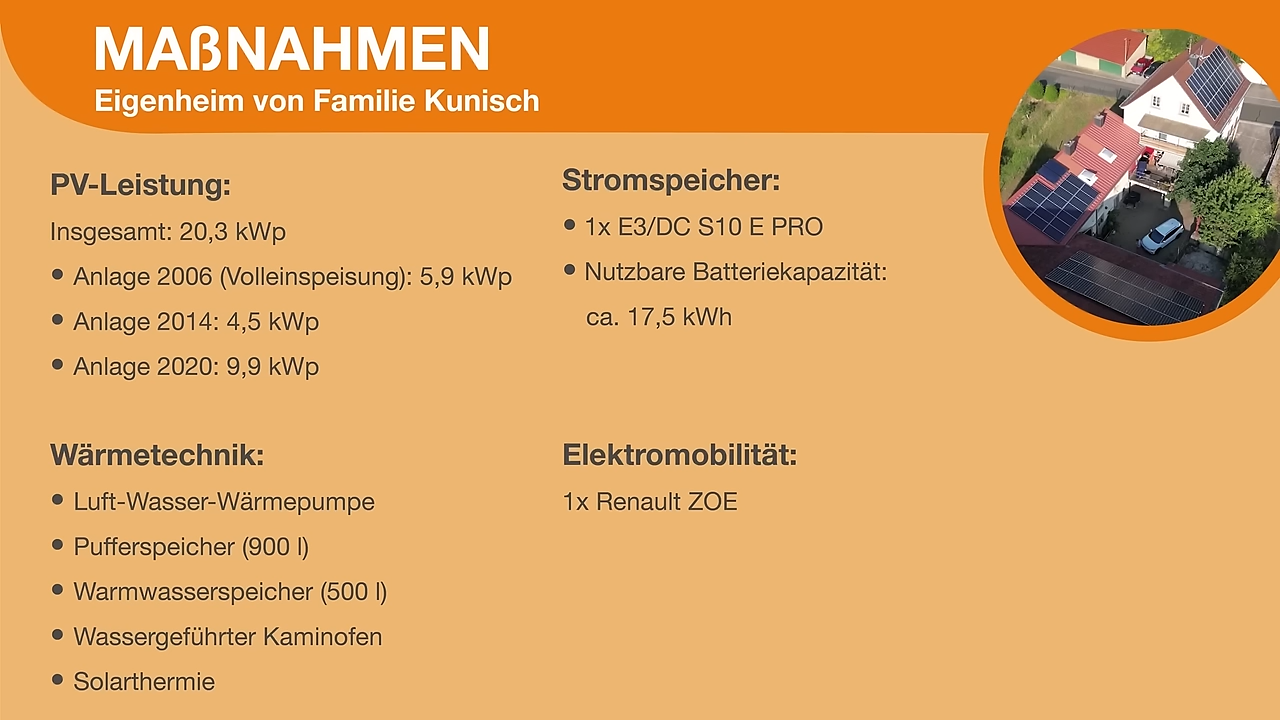 MAßNAHMEN
Eigenheim von Familie Kunisch
PV-Leistung:
Insgesamt: 20,3 kWp
• Anlage 2006 (Volleinspeisung): 5,9 kWp
• Anlage 2014: 4,5 kWp
• Anlage 2020: 9,9 kWp
Stromspeicher:
• 1x E3/DC S10 E PRO
• Nutzbare Batteriekapazität:
ca. 17,5 kWh
Wärmetechnik:
• Luft-Wasser-Wärmepumpe
• Pufferspeicher (900 l)
• Warmwasserspeicher (500 l)
• Wassergeführter Kaminofen
• Solarthermie
Elektromobilität:
1x Renault ZOE